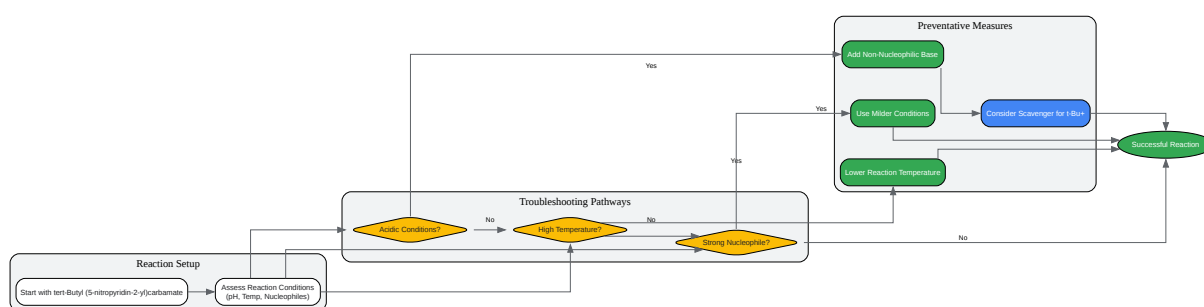 Preventative Measures
Add Non-Nucleophilic Base
Yes
Use Milder Conditions
Consider Scavenger for t-Bu+
Yes
Successful Reaction
Yes
Lower Reaction Temperature
Troubleshooting Pathways
Acidic Conditions?
No
High Temperature?
No
Strong Nucleophile?
No
Reaction Setup
Start with tert-Butyl (5-nitropyridin-2-yl)carbamate
Assess Reaction Conditions
(pH, Temp, Nucleophiles)